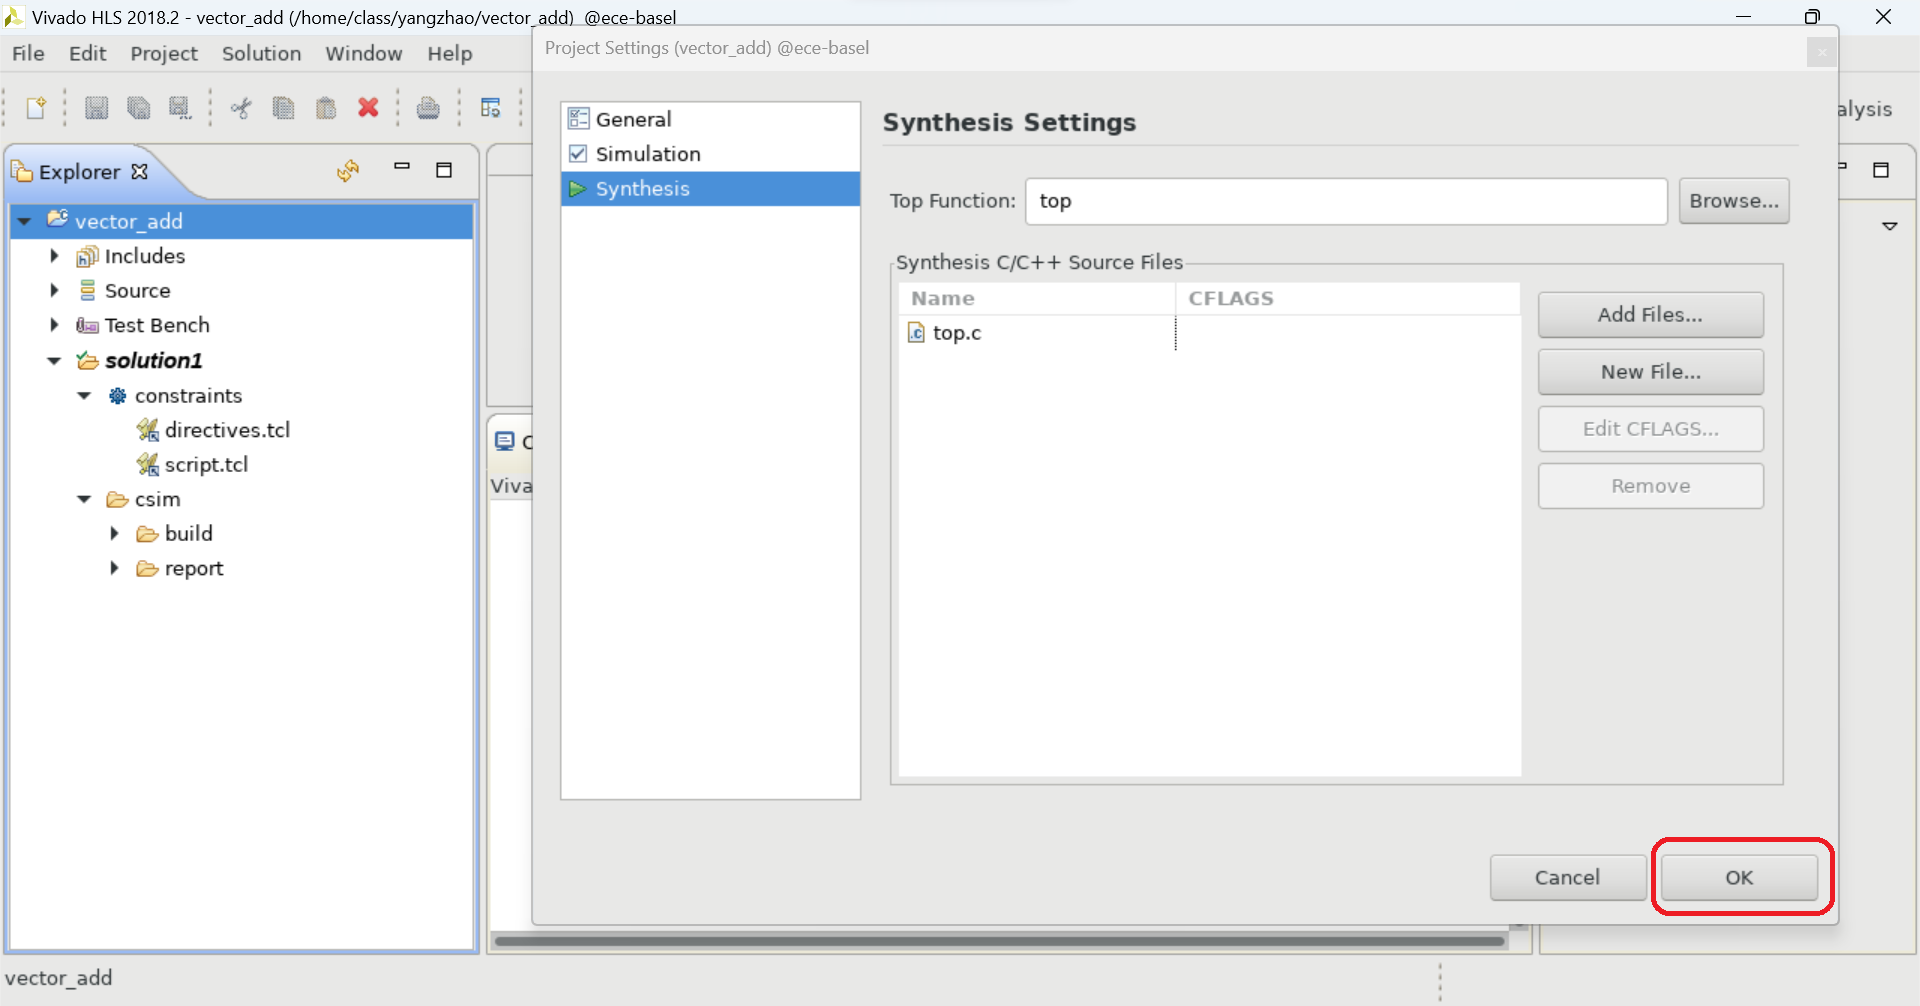 Vivado HLS 2018.2 - vector_add (/home/class/yangzhao/vector_add) @ece-basel
File Edit Project Solution Window Help
Project Settings (vector_add) @ece-basel
alysis
Explorer
vector_add
Includes
Source
Test Bench
solution1
constraints
directives.tcl
script.tcl
csim
build
report
C
Viva
General
Simulation
Synthesis
Synthesis Settings
Top Function: top Browse...
Synthesis C/C++ Source Files
Name CFLAGS
top.c
Add Files...
New File...
Edit CFLAGS...
Remove
Cancel OK
vector_add